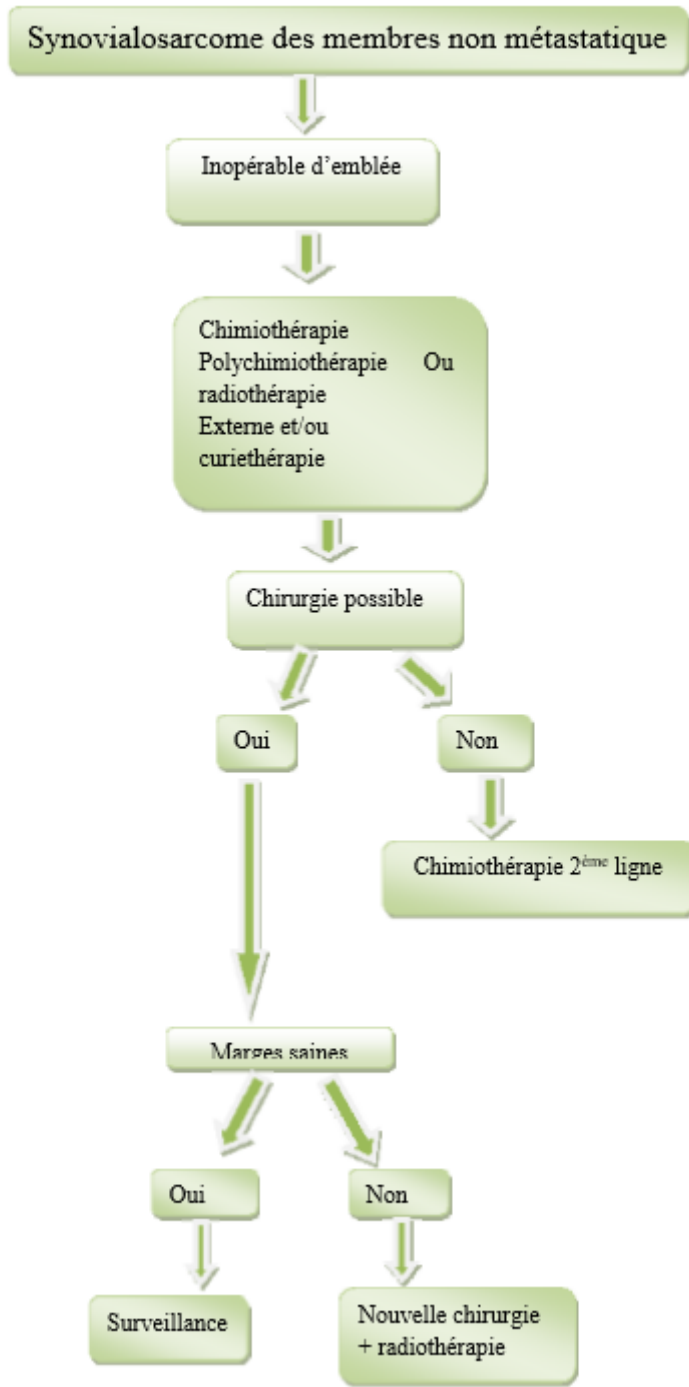 Synovialosarcome des membres non métastatique
Inopérable d’emblée
Chimiothérapie
Polychimiothérapie Ou
radiothérapie
Externe et/ou
curiethérapie
Chirurgie possible
Oui
Non
Chimiothérapie 2ème ligne
Marges saines
Oui
Non
Surveillance
Nouvelle chirurgie
+ radiothérapie